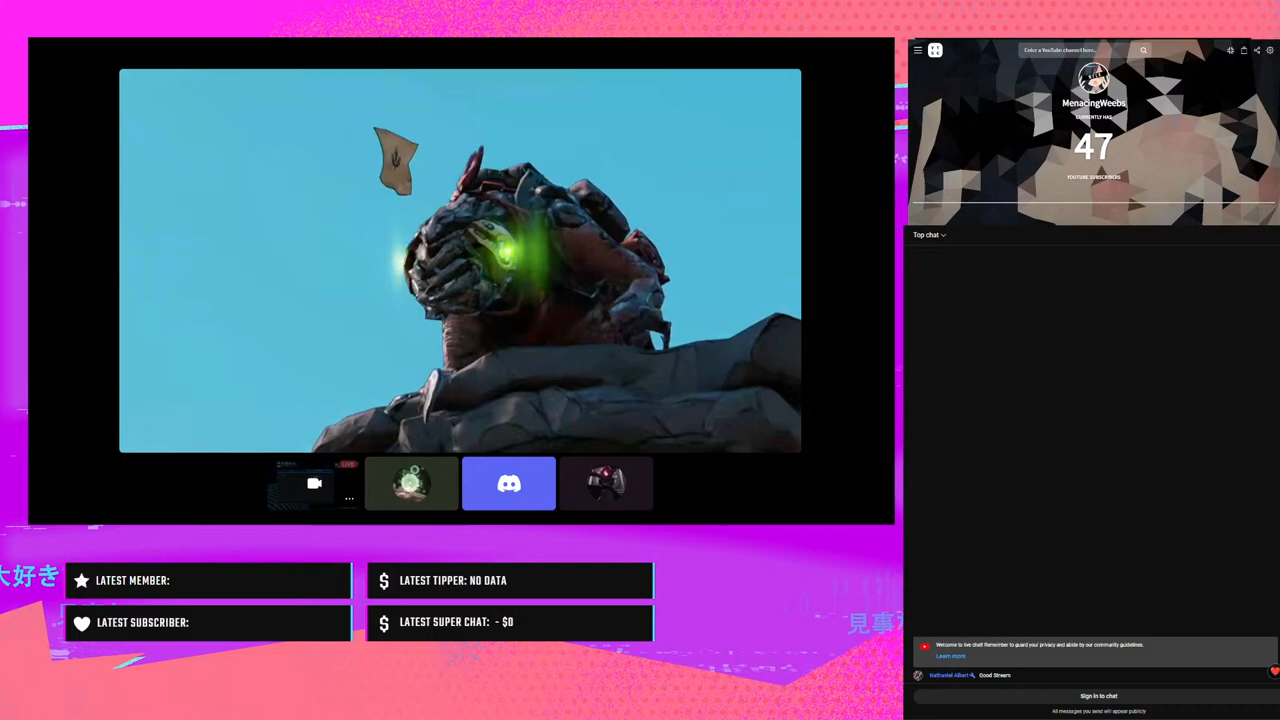 Enter a YouTube channel here...
MenacingWeebs
CURRENTLY HAS
47
YOUTUBE SUBSCRIBERS
Top chat
LIVE
大好き
LATEST MEMBER:
LATEST TIPPER: NO DATA
LATEST SUBSCRIBER:
LATEST SUPER CHAT: - $0
見事
Welcome to live chat! Remember to guard your privacy and abide by our community guidelines.
Learn more
Nathaniel Albert Good Stream
Sign in to chat
All messages you send will appear publicly